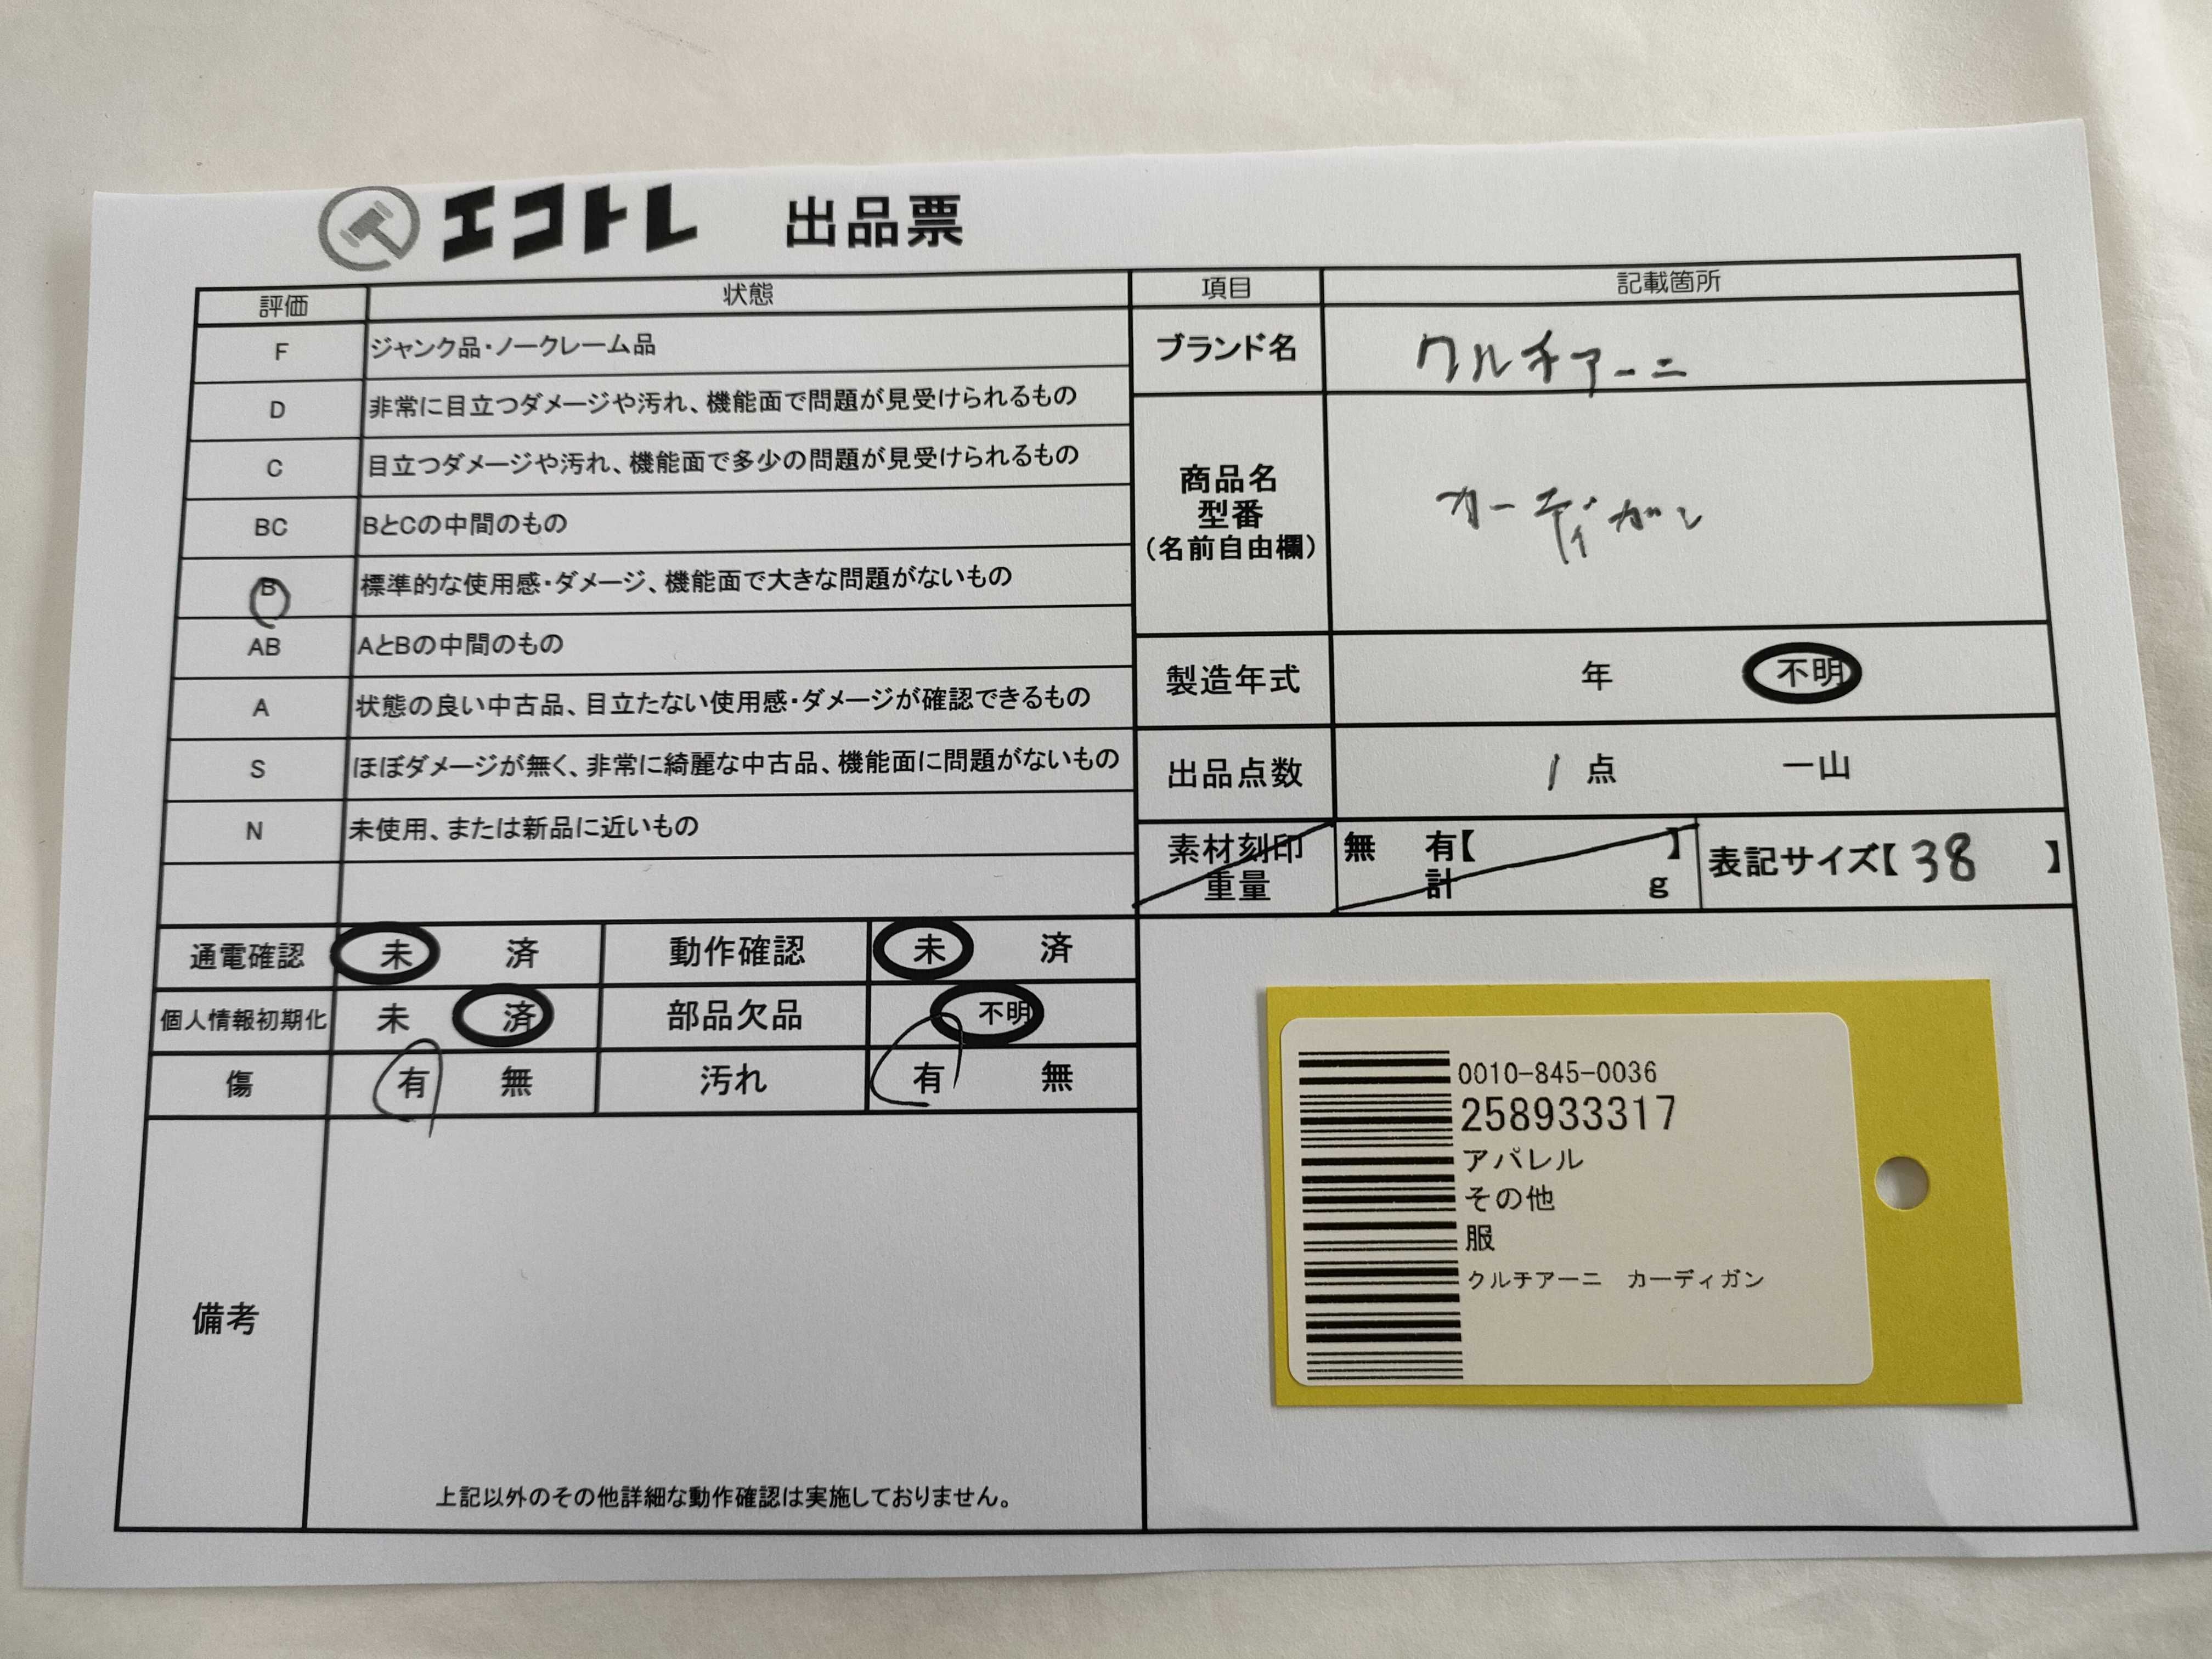 エコトレ 出品票
評価 状態
F ジャンク品・ノークレーム品
D 非常に目立つダメージや汚れ、機能面で問題が見受けられるもの
C 目立つダメージや汚れ、機能面で多少の問題が見受けられるもの
BC BとCの中間のもの
B 標準的な使用感・ダメージ、機能面で大きな問題がないもの
AB AとBの中間のもの
A 状態の良い中古品、目立たない使用感・ダメージが確認できるもの
S ほぼダメージが無く、非常に綺麗な中古品、機能面に問題がないもの
N 未使用、または新品に近いもの
項目 記載箇所
ブランド名 クルチアーニ
商品名
型番
(名前自由欄)
カーディガン
製造年式 年 不明
出品点数 1 点 一山
素材刻印 無 有【 】
重量 計 g
表記サイズ【 38 】
通電確認 未 済 動作確認 未 済
個人情報初期化 未 済 部品欠品 不明
傷 有 無 汚れ 有 無
備考
上記以外のその他詳細な動作確認は実施しておりません。
0010-845-0036
258933317
アパレル
その他
服
クルチアーニ カーディガン